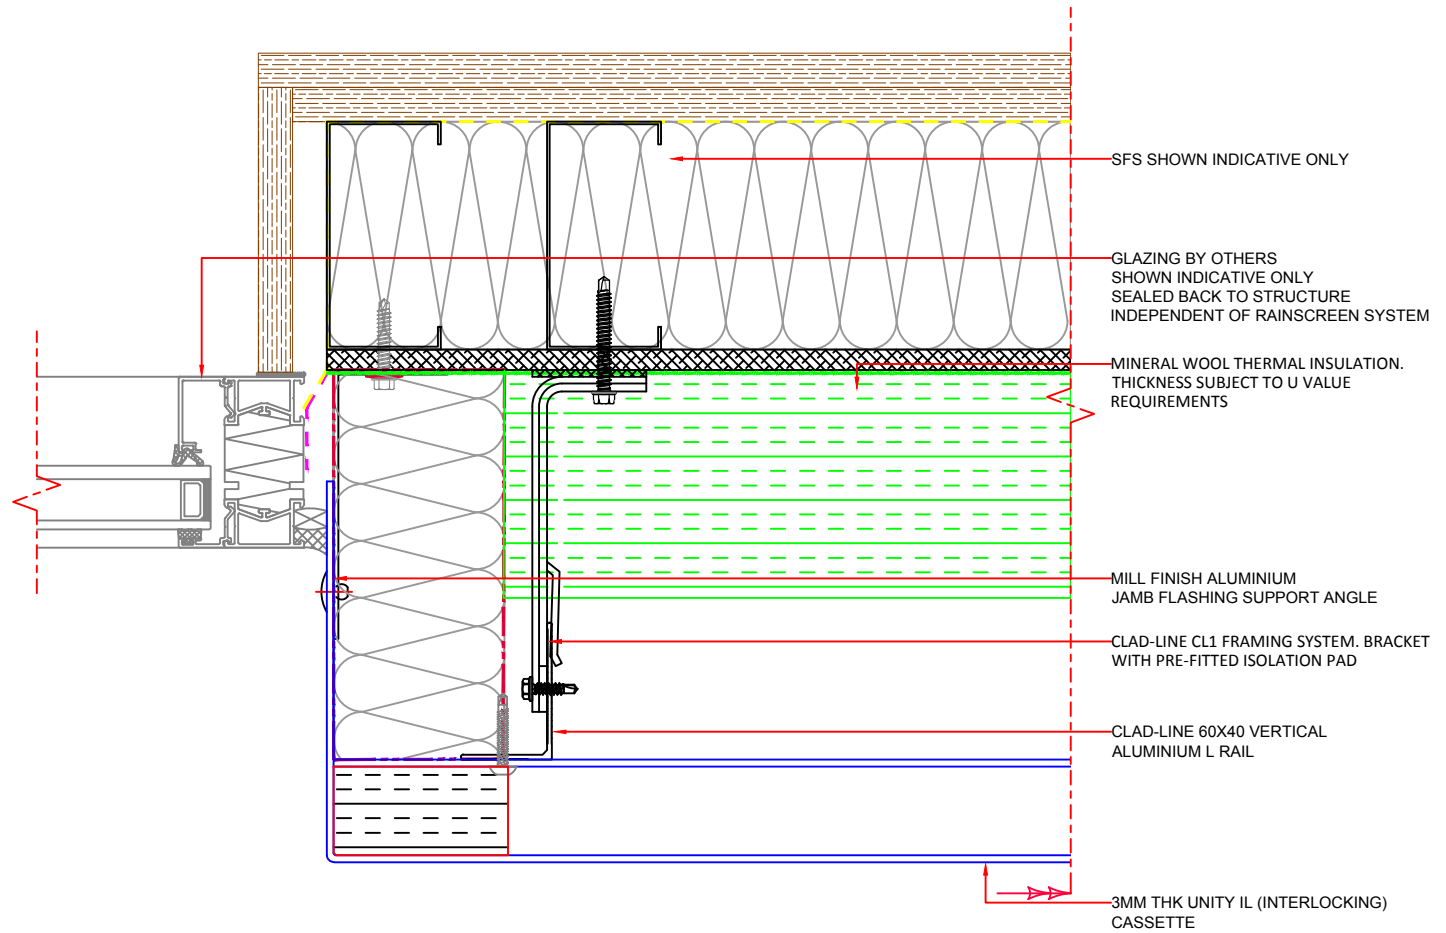 SFS SHOWN INDICATIVE ONLY
GLAZING BY OTHERS
SHOWN INDICATIVE ONLY
SEALED BACK TO STRUCTURE
INDEPENDENT OF RAINSCREEN SYSTEM
MINERAL WOOL THERMAL INSULATION.
THICKNESS SUBJECT TO U VALUE
REQUIREMENTS
MILL FINISH ALUMINIUM
JAMB FLASHING SUPPORT ANGLE
CLAD-LINE CL1 FRAMING SYSTEM. BRACKET
WITH PRE-FITTED ISOLATION PAD
CLAD-LINE 60X40 VERTICAL
ALUMINIUM L RAIL
3MM THK UNITY IL (INTERLOCKING)
CASSETTE